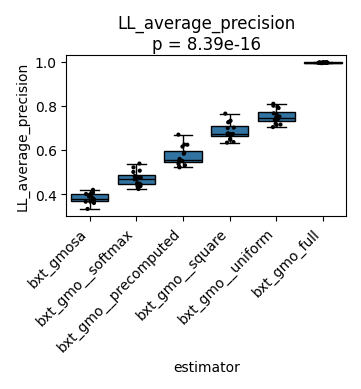 LL_average_precision
p = 8.39e-16
LL_average_precision
1.0
0.8
0.6
0.4
bxt_gmosa
bxt_gmo__softmax
bxt_gmo__precomputed
bxt_gmo__square
bxt_gmo__uniform
bxt_gmo_full
estimator